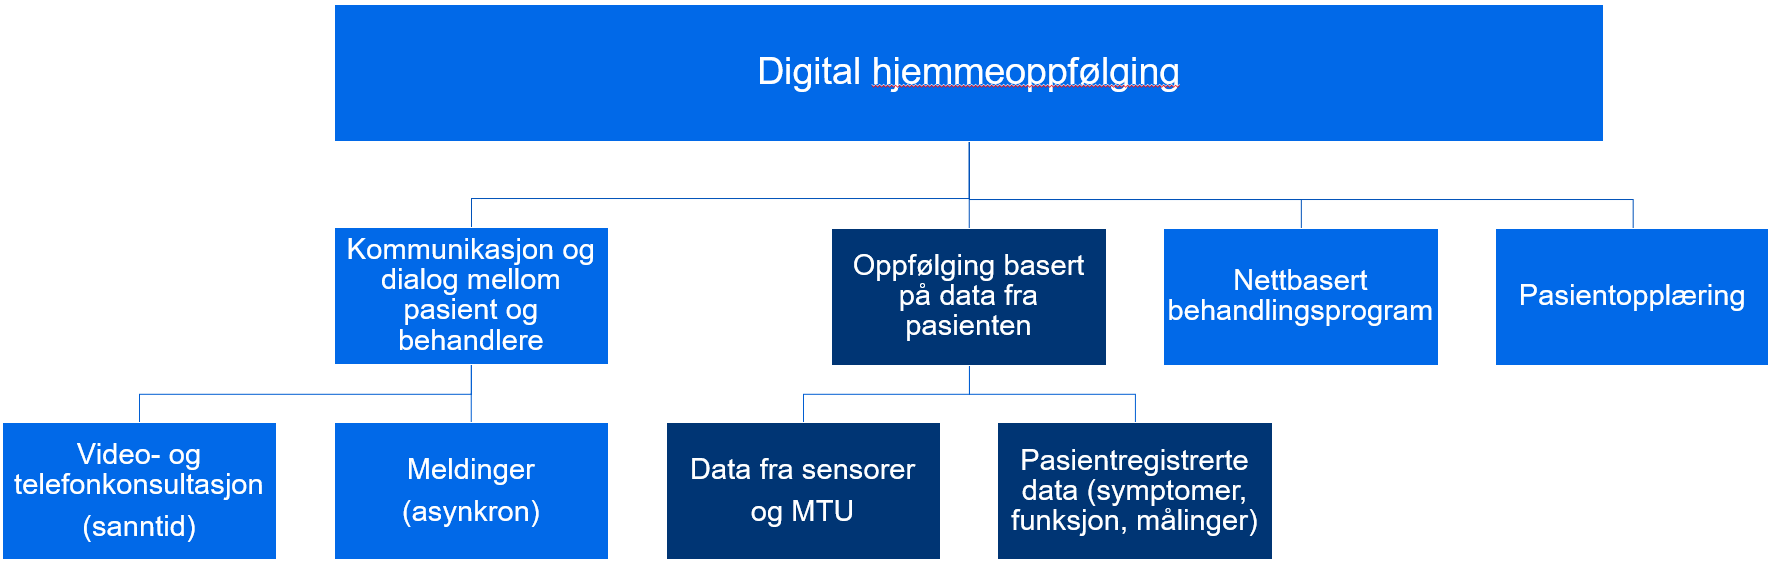 Digital hjemmeoppfølging
Kommunikasjon og
dialog mellom
pasient og
behandlere
Oppfølging basert
på data fra
pasienten
Nettbasert
behandlingsprogram
Pasientopplæring
Video- og
telefonkonsultasjon
(sanntid)
Meldinger
(asynkron)
Data fra sensorer
og MTU
Pasientregistrerte
data (symptomer,
funksjon, målinger)